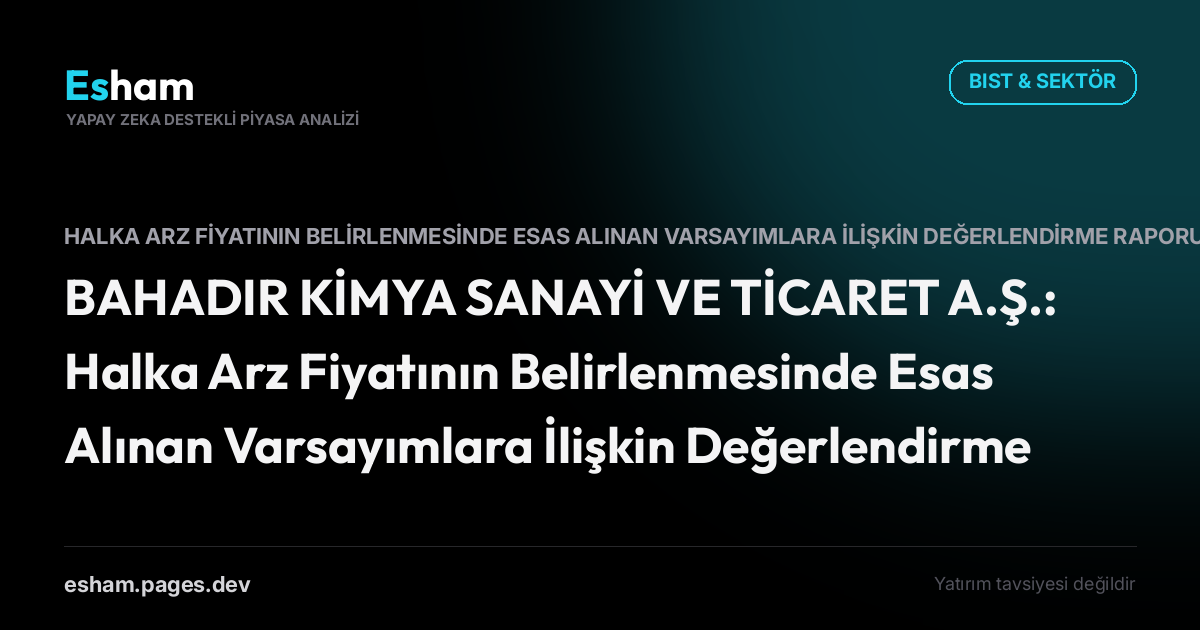 Esham
BIST & SEKTÖR
YAPAY ZEKA DESTEKLİ PİYASA ANALİZİ
HALKA ARZ FİYATININ BELİRLENMESİNDE ESAS ALINAN VARSAYIMLARA İLİŞKİN DEĞERLENDİRME RAPORU
BAHADIR KİMYA SANAYİ VE TİCARET A.Ş.:
Halka Arz Fiyatının Belirlenmesinde Esas
Alınan Varsayımlara İlişkin Değerlendirme
esham.pages.dev
Yatırım tavsiyesi değildir